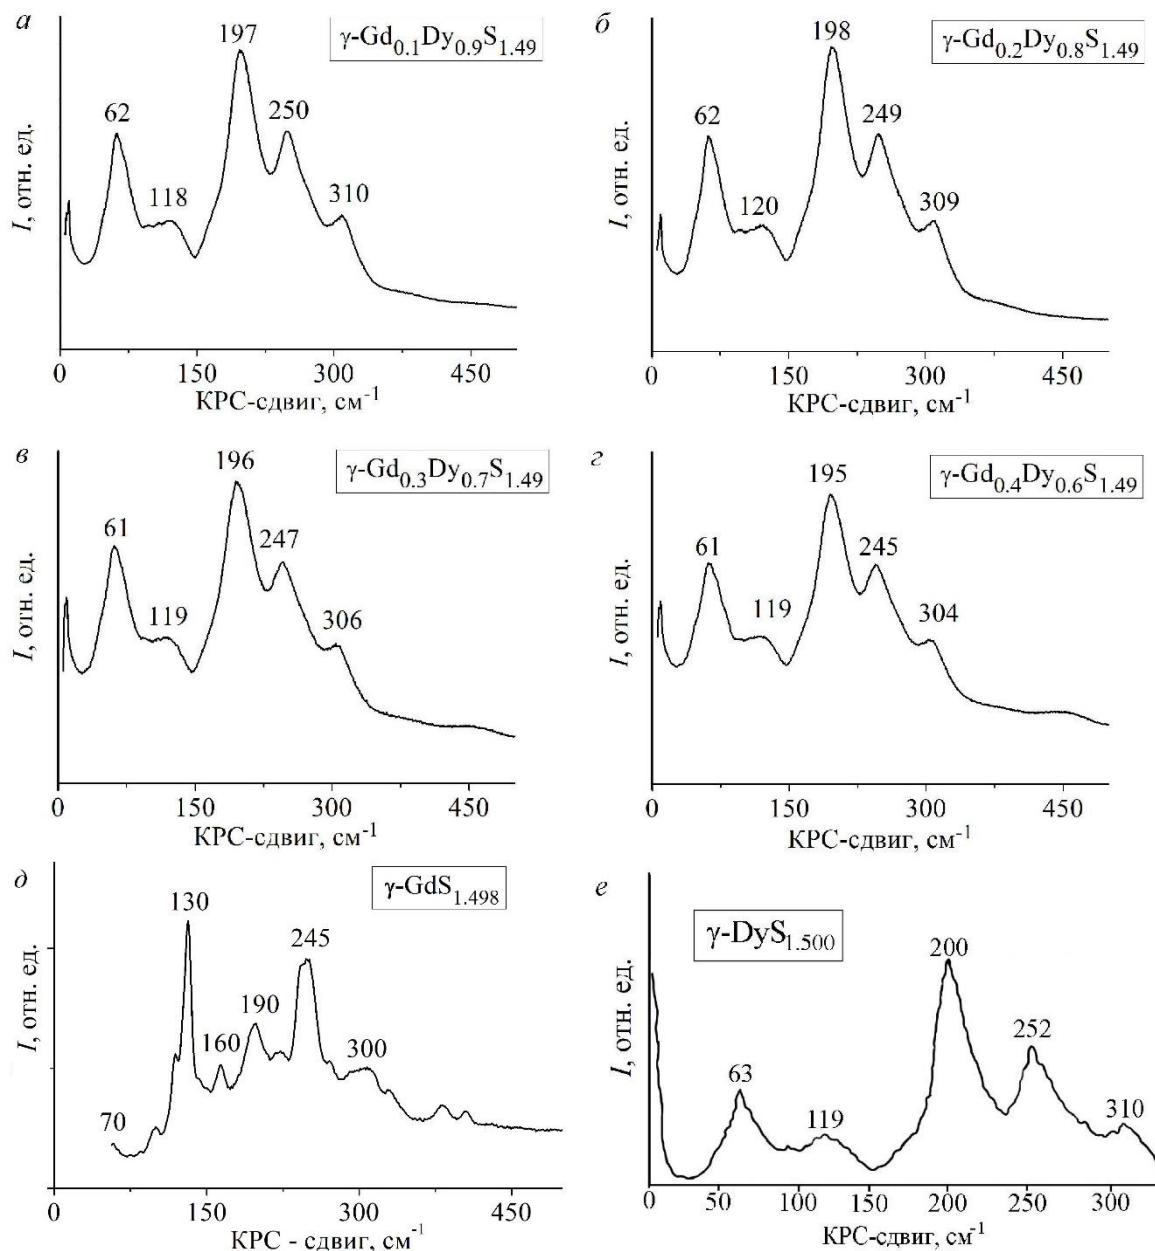 а
γ-Gd0.1Dy0.9S1.49
197
62
250
118
310
I, отн. ед.
0 150 300 450
КРС-сдвиг, см-1
б
γ-Gd0.2Dy0.8S1.49
198
62
249
120
309
I, отн. ед.
0 150 300 450
КРС-сдвиг, см-1
в
γ-Gd0.3Dy0.7S1.49
196
61
247
119
306
I, отн. ед.
0 150 300 450
КРС-сдвиг, см-1
г
γ-Gd0.4Dy0.6S1.49
195
61
245
119
304
I, отн. ед.
0 150 300 450
КРС-сдвиг, см-1
д
γ-GdS1.498
130
245
190
160
300
70
I, отн. ед.
0 150 300 450
КРС - сдвиг, см-1
е
γ-DyS1.500
200
252
63
119
310
I, отн. ед.
0 50 100 150 200 250 300
КРС-сдвиг, см-1